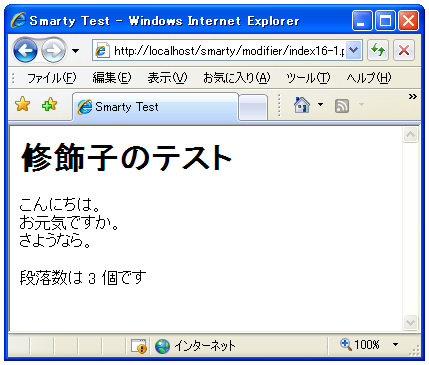 Smarty Test - Windows Internet Explorer
http://localhost/smarty/modifier/index16-1.p
ファイル(F) 編集(E) 表示(V) お気に入り(A) ツール(T) ヘルプ(H)
Smarty Test
修飾子のテスト
こんにちは。
お元気ですか。
さようなら。
段落数は 3 個です
インターネット 100%